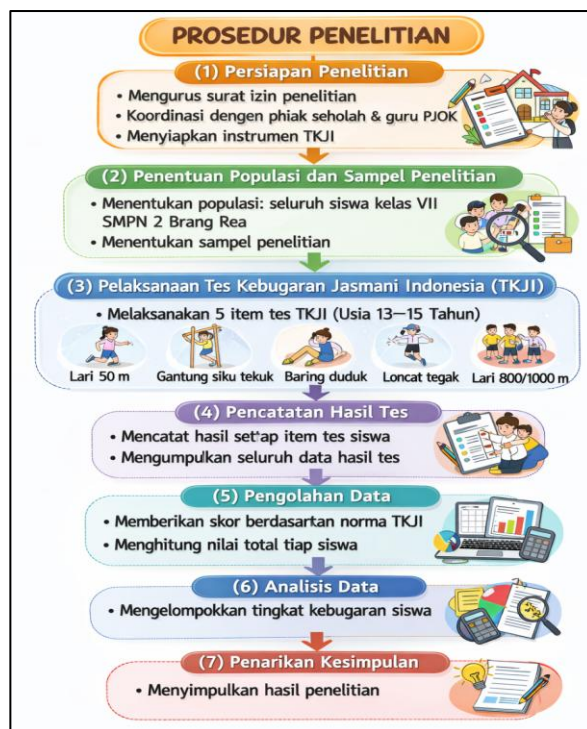 PROSEDUR PENELITIAN
(1) Persiapan Penelitian
• Mengurus surat izin penelitian
• Koordinasi dengen phiak seholah & guru PJOK
• Menyiapkan instrumen TKJI
(2) Penentuan Populasi dan Sampel Penelitian
• Menentukan populasi: seluruh siswa kelas VII
SMPN 2 Brang Rea
• Menentukan sampel penelitian
(3) Pelaksanaan Tes Kebugaran Jasmani Indonesia (TKJI)
• Melaksanakan 5 item tes TKJI (Usia 13–15 Tahun)
Lari 50 m Gantung siku tekuk Baring duduk Loncat tegak Lari 800/1000 m
(4) Pencatatan Hasil Tes
• Mencatat hasil set'ap item tes siswa
• Mengumpulkan seluruh data hasil tes
(5) Pengolahan Data
• Memberikan skor berdasartan norma TKJI
• Menghitung nilai total tiap siswa
(6) Analisis Data
• Mengelompokkan tingkat kebugaran siswa
(7) Penarikan Kesimpulan
• Menyimpulkan hasil penelitian